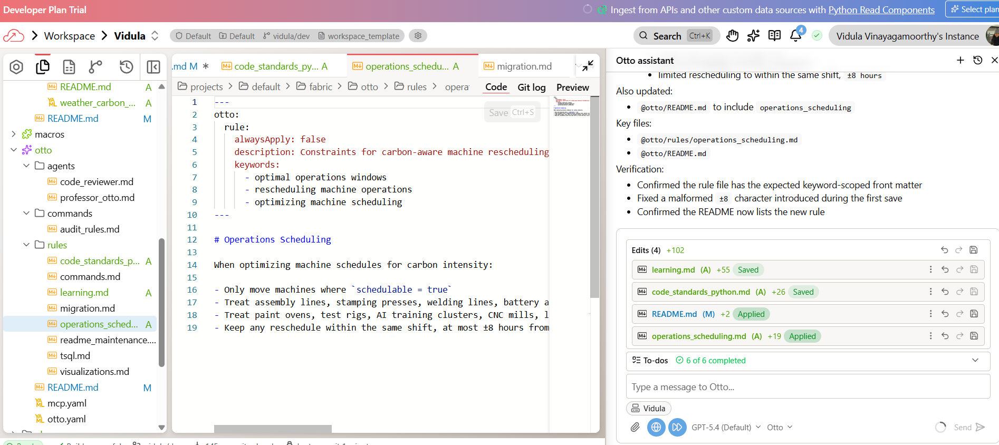 Developer Plan Trial
Ingest from APIs and other custom data sources with Python Read Components
Select plan
Workspace
Vidula
Default
Default
vidula/dev
workspace_template
Search Ctrl+K
4
Vidula Vinayagamoorthy's Instance
README.md A
weather_carbon_... A
README.md M
macros
otto
agents
code_reviewer.md
professor_otto.md
commands
audit_rules.md
rules
code_standards_p... A
commands.md
learning.md A
migration.md
operations_sched... A
readme_maintenance....
tsql.md
visualizations.md
README.md M
mcp.yaml
otto.yaml
.md M
code_standards_py... A
operations_schedu... A
migration.md
projects > default > fabric > otto > rules > opera
Code
Git log
Preview
Save Ctrl+S
1 ---
2 otto:
3 rule:
4 alwaysApply: false
5 description: Constraints for carbon-aware machine rescheduling
6 keywords:
7 - optimal operations windows
8 - rescheduling machine operations
9 - optimizing machine scheduling
10 ---
11
12 # Operations Scheduling
13
14 When optimizing machine schedules for carbon intensity:
15
16 - Only move machines where `schedulable = true`
17 - Treat assembly lines, stamping presses, welding lines, battery a
18 - Treat paint ovens, test rigs, AI training clusters, CNC mills, l
19 - Keep any reschedule within the same shift, at most ±8 hours from
Otto assistant
limited rescheduling to within the same shift, ±8 hours
Also updated:
@otto/README.md to include operations_scheduling
Key files:
@otto/rules/operations_scheduling.md
@otto/README.md
Verification:
Confirmed the rule file has the expected keyword-scoped front matter
Fixed a malformed ±8 character introduced during the first save
Confirmed the README now lists the new rule
Edits (4) +102
learning.md (A) +55 Saved
code_standards_python.md (A) +26 Saved
README.md (M) +2 Applied
operations_scheduling.md (A) +19 Applied
To-dos 6 of 6 completed
Type a message to Otto...
Vidula
GPT-5.4 (Default)
Otto
Send